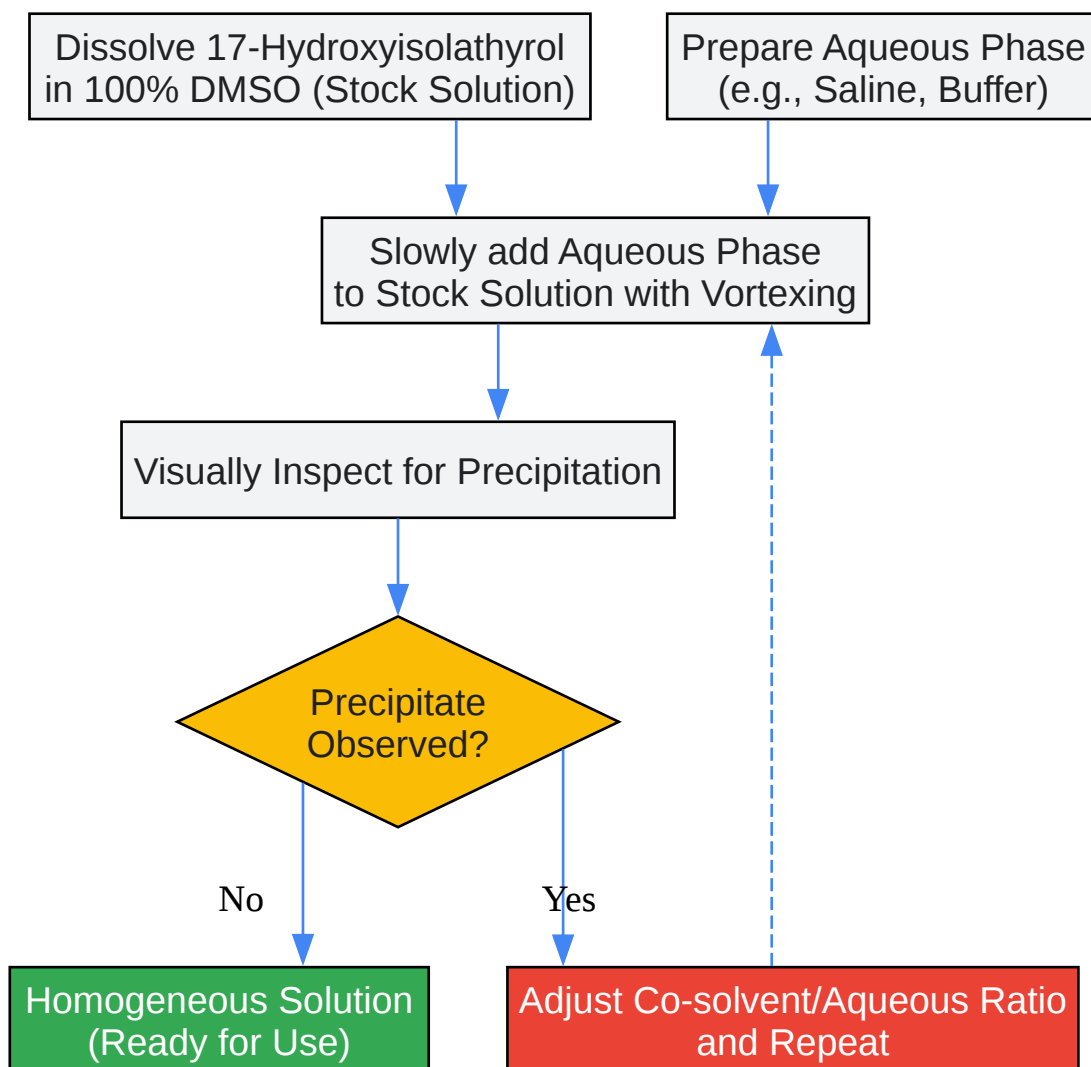 Dissolve 17-Hydroxyisolathyrol
in 100% DMSO (Stock Solution)
Prepare Aqueous Phase
(e.g., Saline, Buffer)
Slowly add Aqueous Phase
to Stock Solution with Vortexing
Visually Inspect for Precipitation
Precipitate
Observed?
No
Yes
Homogeneous Solution
(Ready for Use)
Adjust Co-solvent/Aqueous Ratio
and Repeat